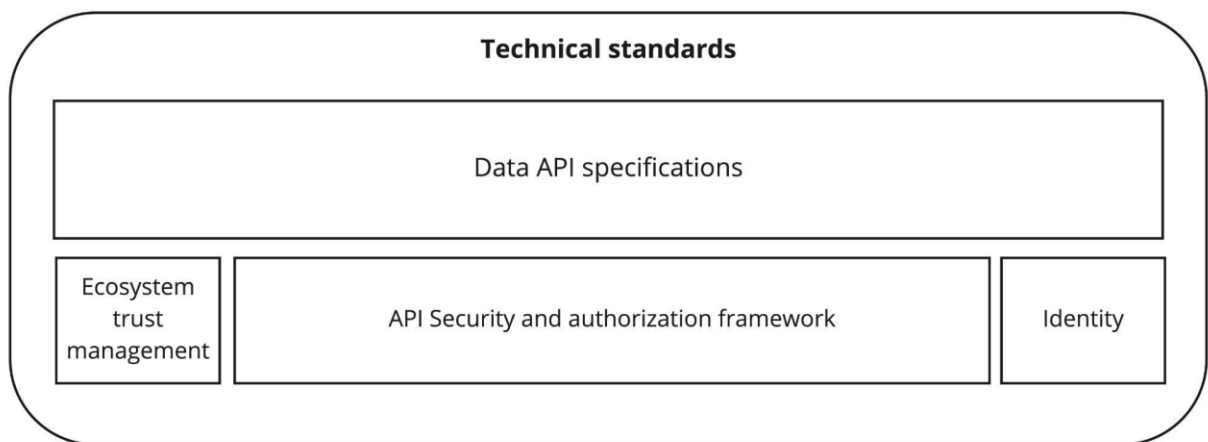 Technical standards
Data API specifications
Ecosystem
trust
management
API Security and authorization framework
Identity